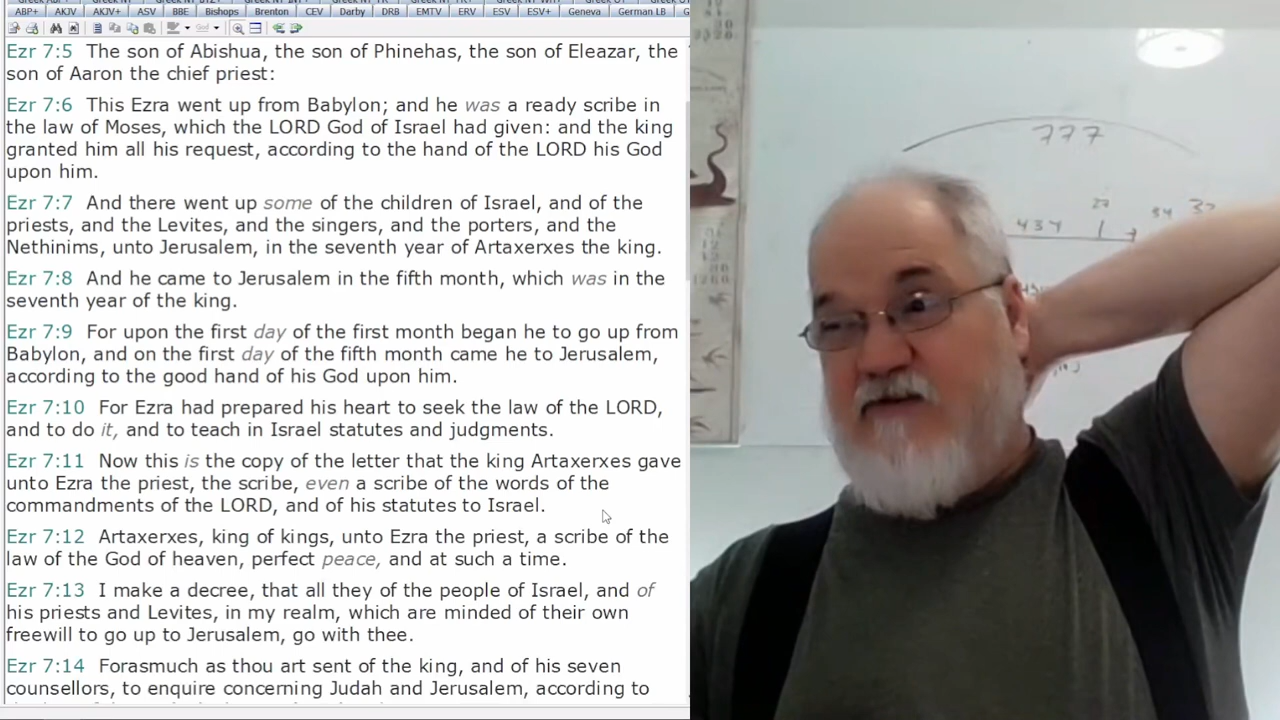 ABP+ AKJV AKJV+ ASV BBE Bishops Brenton CEV Darby DRB EMTV ERV ESV ESV+ Geneva German LB
Ezr 7:5 The son of Abishua, the son of Phinehas, the son of Eleazar, the
son of Aaron the chief priest:
Ezr 7:6 This Ezra went up from Babylon; and he was a ready scribe in
the law of Moses, which the LORD God of Israel had given: and the king
granted him all his request, according to the hand of the LORD his God
upon him.
Ezr 7:7 And there went up some of the children of Israel, and of the
priests, and the Levites, and the singers, and the porters, and the
Nethinims, unto Jerusalem, in the seventh year of Artaxerxes the king.
Ezr 7:8 And he came to Jerusalem in the fifth month, which was in the
seventh year of the king.
Ezr 7:9 For upon the first day of the first month began he to go up from
Babylon, and on the first day of the fifth month came he to Jerusalem,
according to the good hand of his God upon him.
Ezr 7:10 For Ezra had prepared his heart to seek the law of the LORD,
and to do it, and to teach in Israel statutes and judgments.
Ezr 7:11 Now this is the copy of the letter that the king Artaxerxes gave
unto Ezra the priest, the scribe, even a scribe of the words of the
commandments of the LORD, and of his statutes to Israel.
Ezr 7:12 Artaxerxes, king of kings, unto Ezra the priest, a scribe of the
law of the God of heaven, perfect peace, and at such a time.
Ezr 7:13 I make a decree, that all they of the people of Israel, and of
his priests and Levites, in my realm, which are minded of their own
freewill to go up to Jerusalem, go with thee.
Ezr 7:14 Forasmuch as thou art sent of the king, and of his seven
counsellors, to enquire concerning Judah and Jerusalem, according to
777
27
434
34